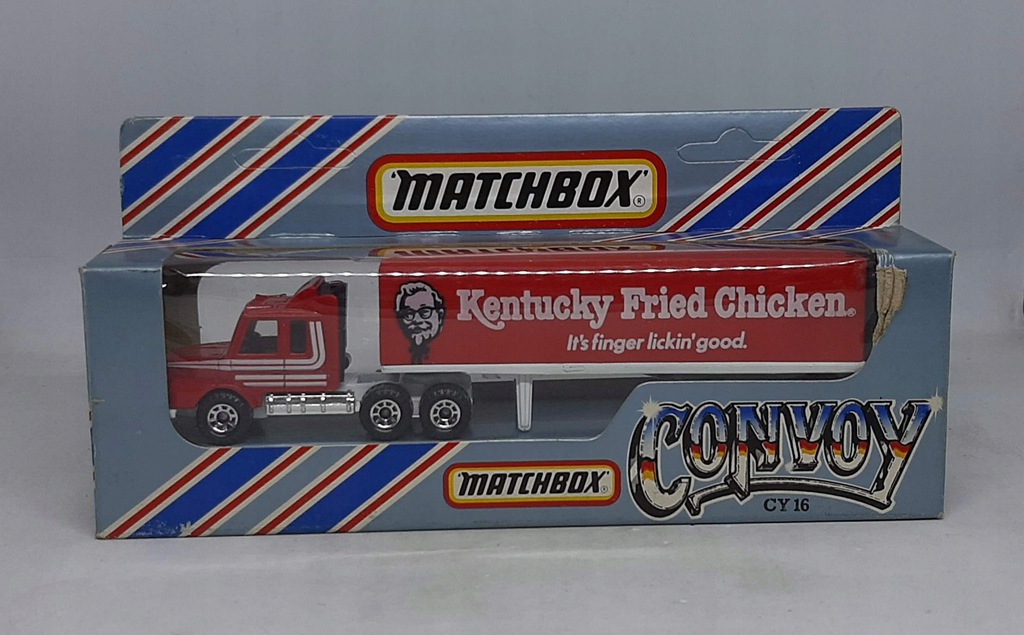 'MATCHBOX'®
Kentucky Fried Chicken®
It's finger lickin' good.
CONVOY
'MATCHBOX'®
CY 16